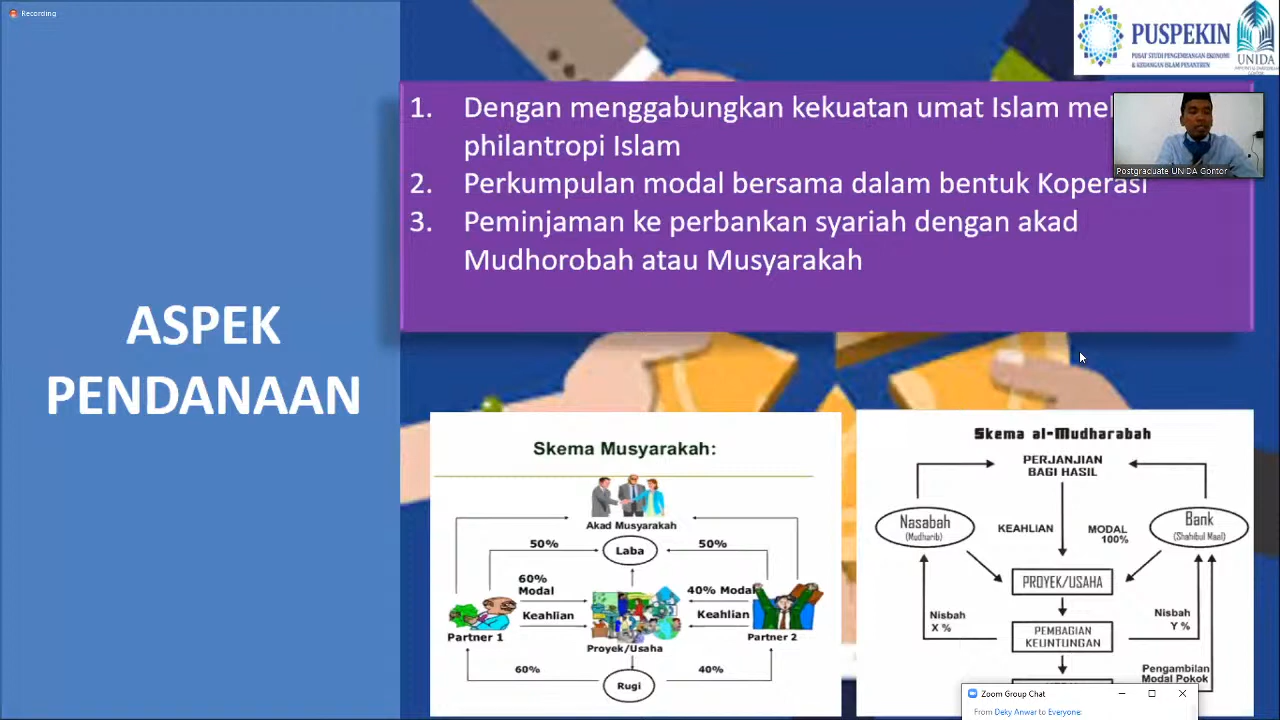 Recording
PUSPEKIN
PUSAT STUDI PENGEMBANGAN EKONOMI
& KEUANGAN ISLAM PESANTREN
UNIDA
1. Dengan menggabungkan kekuatan umat Islam
philantropi Islam
2. Perkumpulan modal bersama dalam bentuk Koperasi
3. Peminjaman ke perbankan syariah dengan akad
Mudhorobah atau Musyarakah
Postgraduate UNIDA Gontor
ASPEK
PENDANAAN
Skema Musyarakah:
Akad Musyarakah
50%
Laba
50%
60%
Modal
40% Modal
Keahlian
Keahlian
Partner 1
Partner 2
Proyek/Usaha
60%
40%
Rugi
Skema al-Mudharabah
PERJANJIAN
BAGI HASIL
Nasabah
(Mudharib)
KEAHLIAN
MODAL
100%
Bank
(Shahibul Maal)
PROYEK/USAHA
Nisbah
X %
Nisbah
Y %
PEMBAGIAN
KEUNTUNGAN
Pengambilan
Modal Pokok
Zoom Group Chat
From Deky Anwar to Everyone: